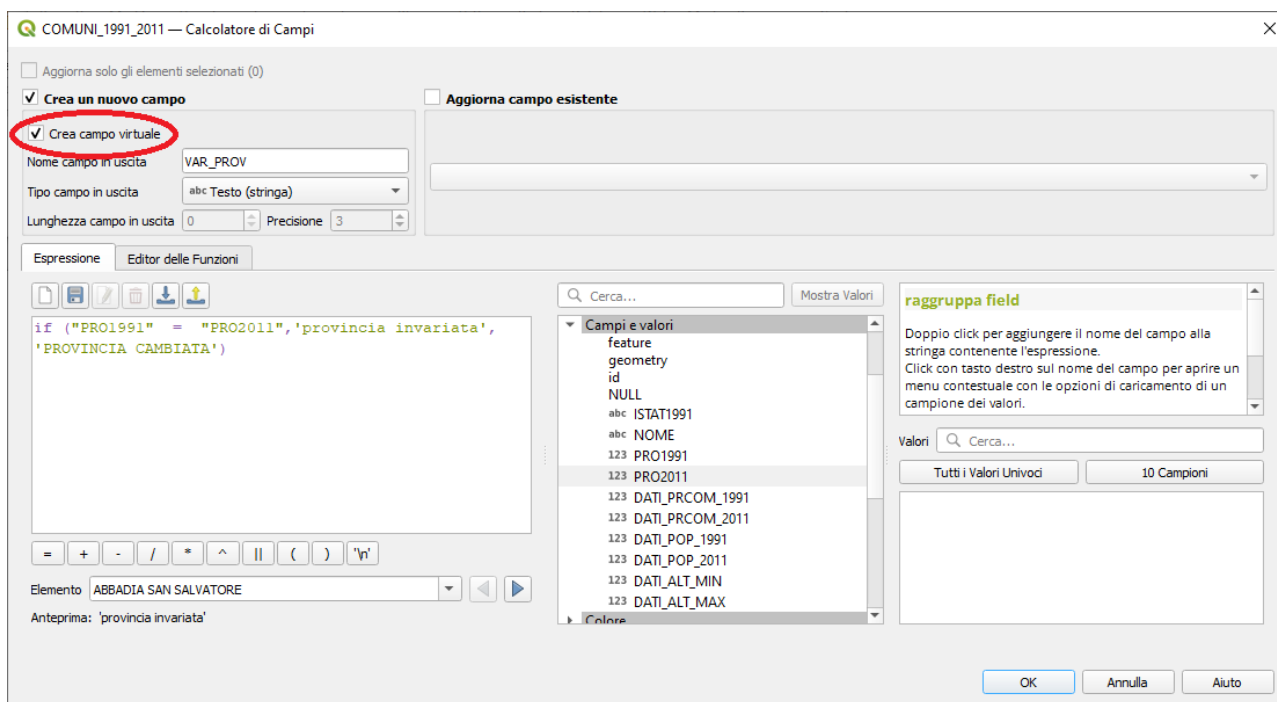 COMUNI_1991_2011 — Calcolatore di Campi
Aggiorna solo gli elementi selezionati (0)
Crea un nuovo campo
Aggiorna campo esistente
Crea campo virtuale
Nome campo in uscita VAR_PROV
Tipo campo in uscita abc Testo (stringa)
Lunghezza campo in uscita 0 Precisione 3
Espressione Editor delle Funzioni
if ("PRO1991" = "PRO2011",'provincia invariata',
'PROVINCIA CAMBIATA')
= + - / * ^ || ( ) '\n'
Elemento ABBADIA SAN SALVATORE
Anteprima: 'provincia invariata'
Cerca... Mostra Valori
Campi e valori
feature
geometry
id
NULL
abc ISTAT1991
abc NOME
123 PRO1991
123 PRO2011
123 DATI_PRCOM_1991
123 DATI_PRCOM_2011
123 DATI_POP_1991
123 DATI_POP_2011
123 DATI_ALT_MIN
123 DATI_ALT_MAX
Colore
raggruppa field
Doppio click per aggiungere il nome del campo alla
stringa contenente l'espressione.
Click con tasto destro sul nome del campo per aprire un
menu contestuale con le opzioni di caricamento di un
campione dei valori.
Valori Cerca...
Tutti i Valori Univoci 10 Campioni
OK Annulla Aiuto